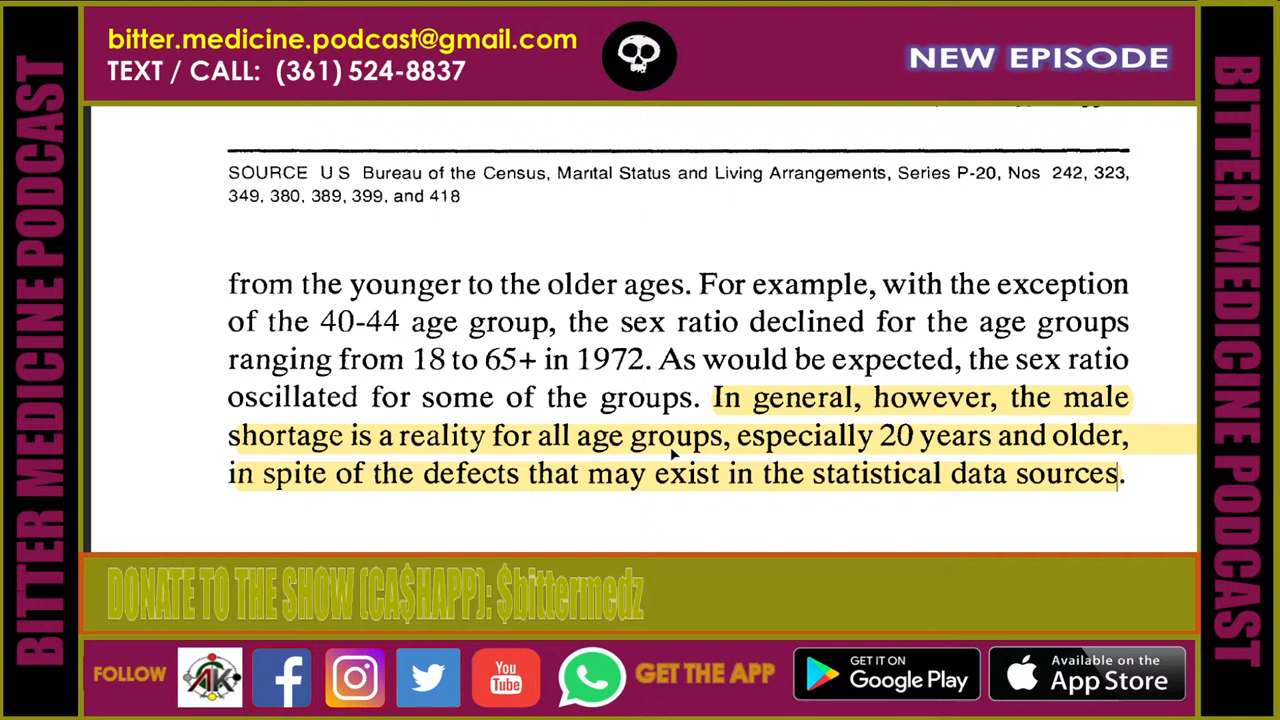 bitter.medicine.podcast@gmail.com
TEXT / CALL: (361) 524-8837
NEW EPISODE
BITTER MEDICINE PODCAST
BITTER MEDICINE PODCAST
SOURCE U S Bureau of the Census, Marital Status and Living Arrangements, Series P-20, Nos 242, 323,
349, 380, 389, 399, and 418
from the younger to the older ages. For example, with the exception
of the 40-44 age group, the sex ratio declined for the age groups
ranging from 18 to 65+ in 1972. As would be expected, the sex ratio
oscillated for some of the groups. In general, however, the male
shortage is a reality for all age groups, especially 20 years and older,
in spite of the defects that may exist in the statistical data sources.
DONATE TO THE SHOW (CA$HAPP): $bittermedz
FOLLOW
You
Tube
GET THE APP
GET IT ON
Google Play
Available on the
App Store